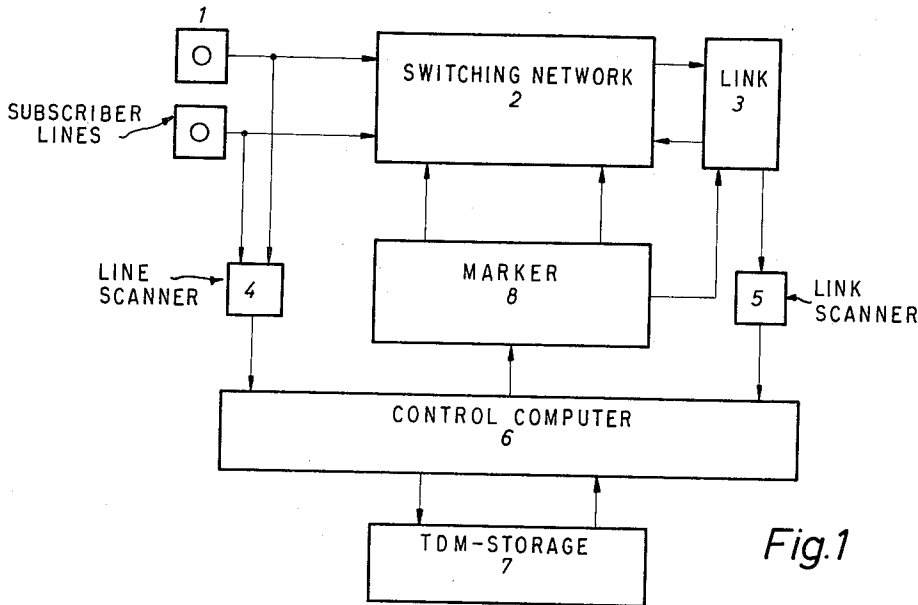 1
SUBSCRIBER
LINES
SWITCHING NETWORK
2
LINK
3
LINE
SCANNER
4
MARKER
8
5
LINK
SCANNER
CONTROL COMPUTER
6
TDM-STORAGE
7
Fig.1